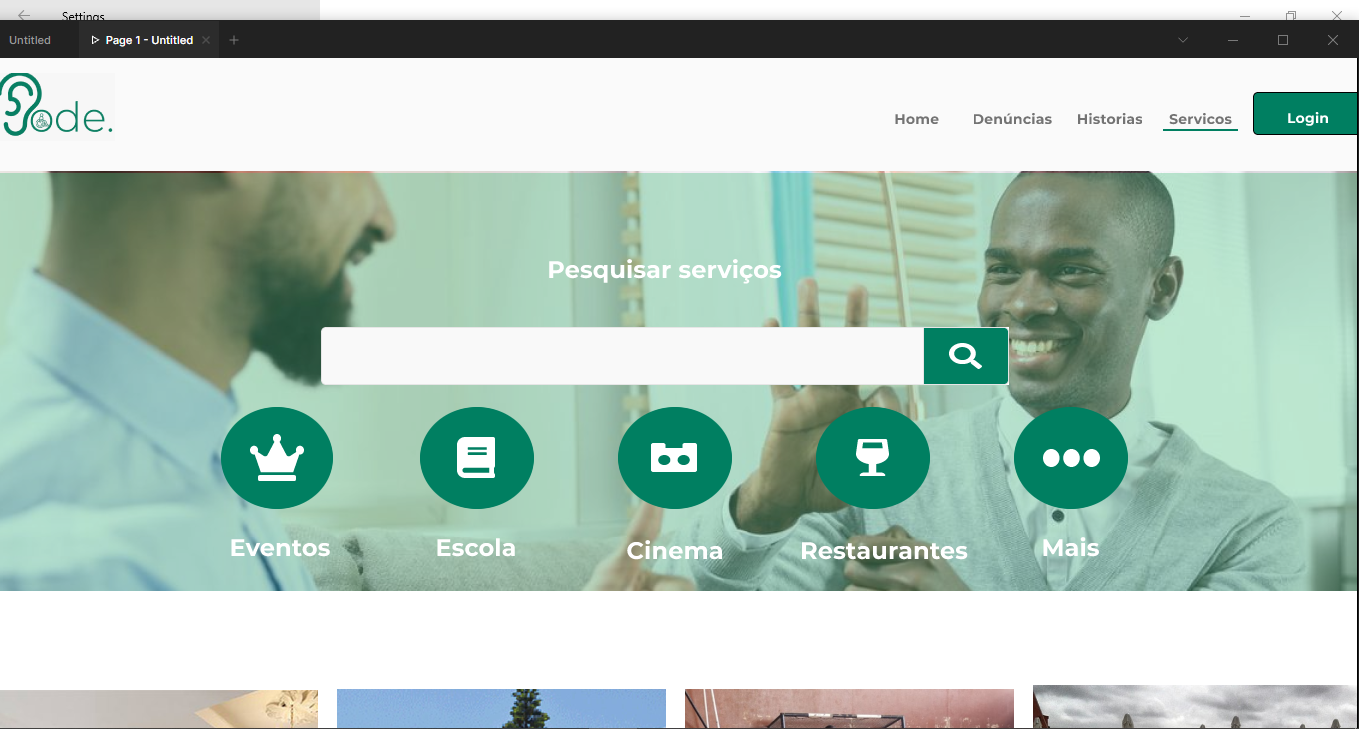 Settings
Untitled
Page 1 - Untitled
ode.
Home
Denúncias
Historias
Servicos
Login
Pesquisar serviços
Eventos
Escola
Cinema
Restaurantes
Mais